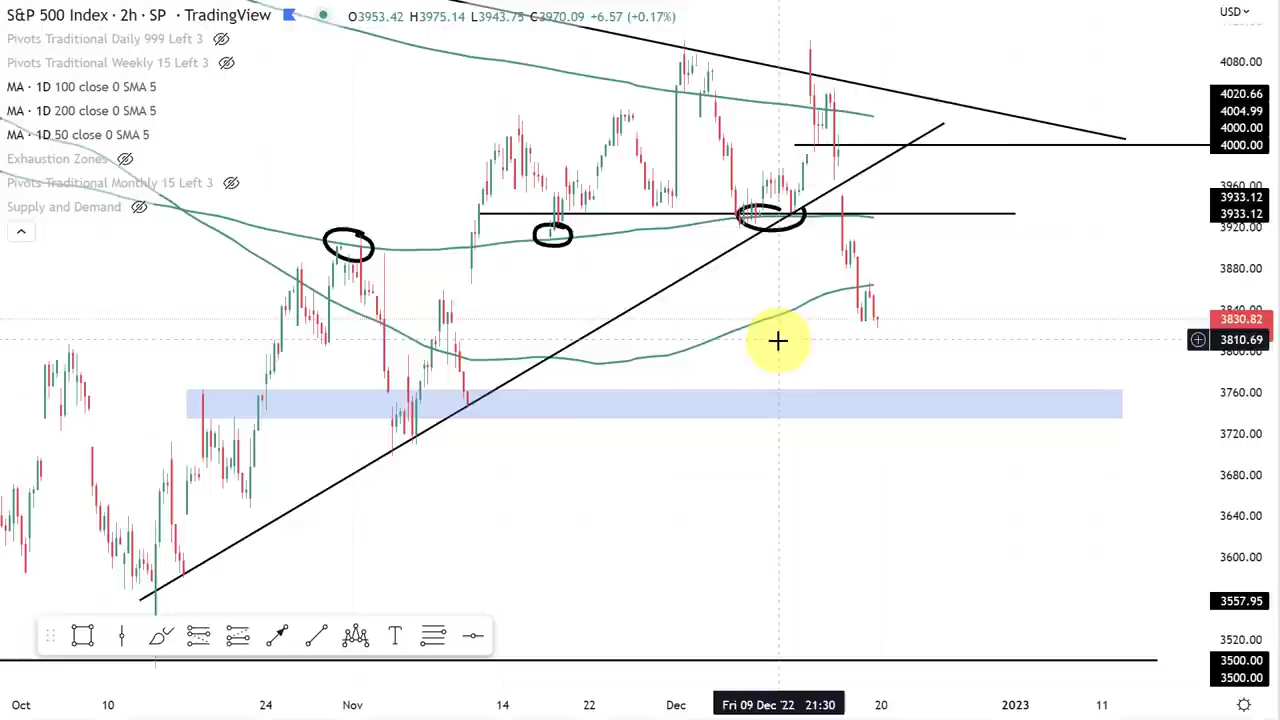 S&P 500 Index · 2h · SP · TradingView O3953.42 H3975.14 L3943.75 C3970.09 +6.57 (+0.17%) USD
Pivots Traditional Daily 999 Left 3
Pivots Traditional Weekly 15 Left 3
MA · 1D 100 close 0 SMA 5
MA · 1D 200 close 0 SMA 5
MA · 1D 50 close 0 SMA 5
Exhaustion Zones
Pivots Traditional Monthly 15 Left 3
Supply and Demand
4080.00
4020.66
4004.99
4000.00
4000.00
3960.00
3933.12
3933.12
3920.00
3880.00
3840.00
3830.82
3810.69
3800.00
3760.00
3720.00
3680.00
3640.00
3600.00
3557.95
3520.00
3500.00
3500.00
T
Oct 10 24 Nov 14 22 Dec Fri 09 Dec '22 21:30 20 2023 11